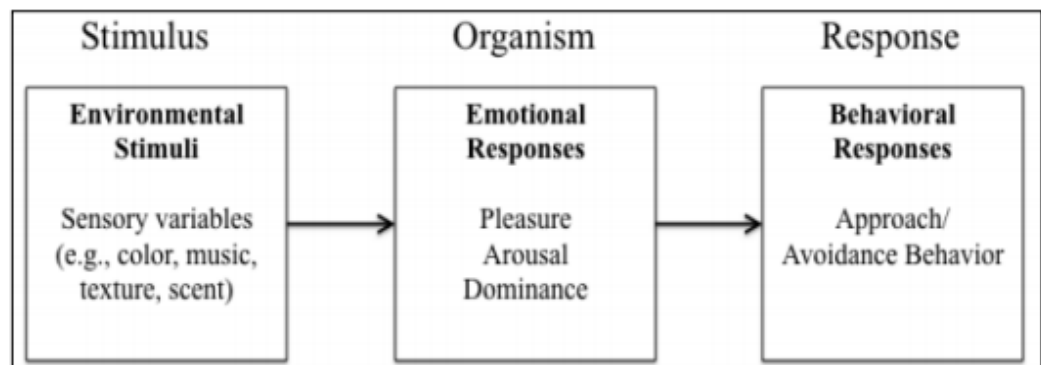 Stimulus
Organism
Response
Environmental
Stimuli
Sensory variables
(e.g., color, music,
texture, scent)
Emotional
Responses
Pleasure
Arousal
Dominance
Behavioral
Responses
Approach/
Avoidance Behavior